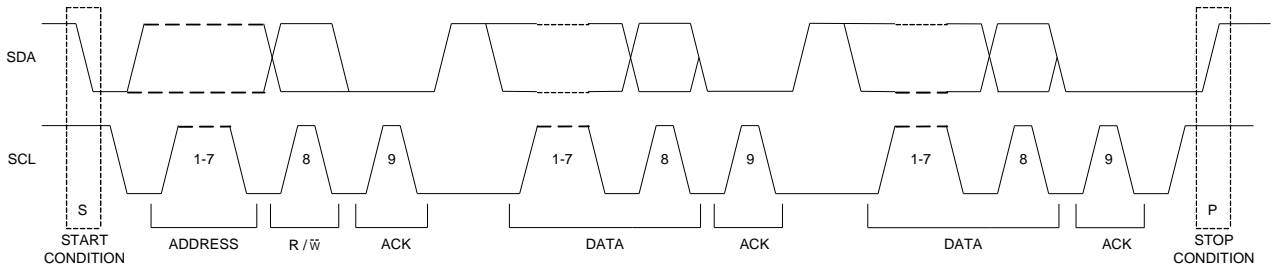 SDA
SCL
1-7
8
9
1-7
8
9
1-7
8
9
S
P
START
CONDITION
ADDRESS
R / W̅
ACK
DATA
ACK
DATA
ACK
STOP
CONDITION